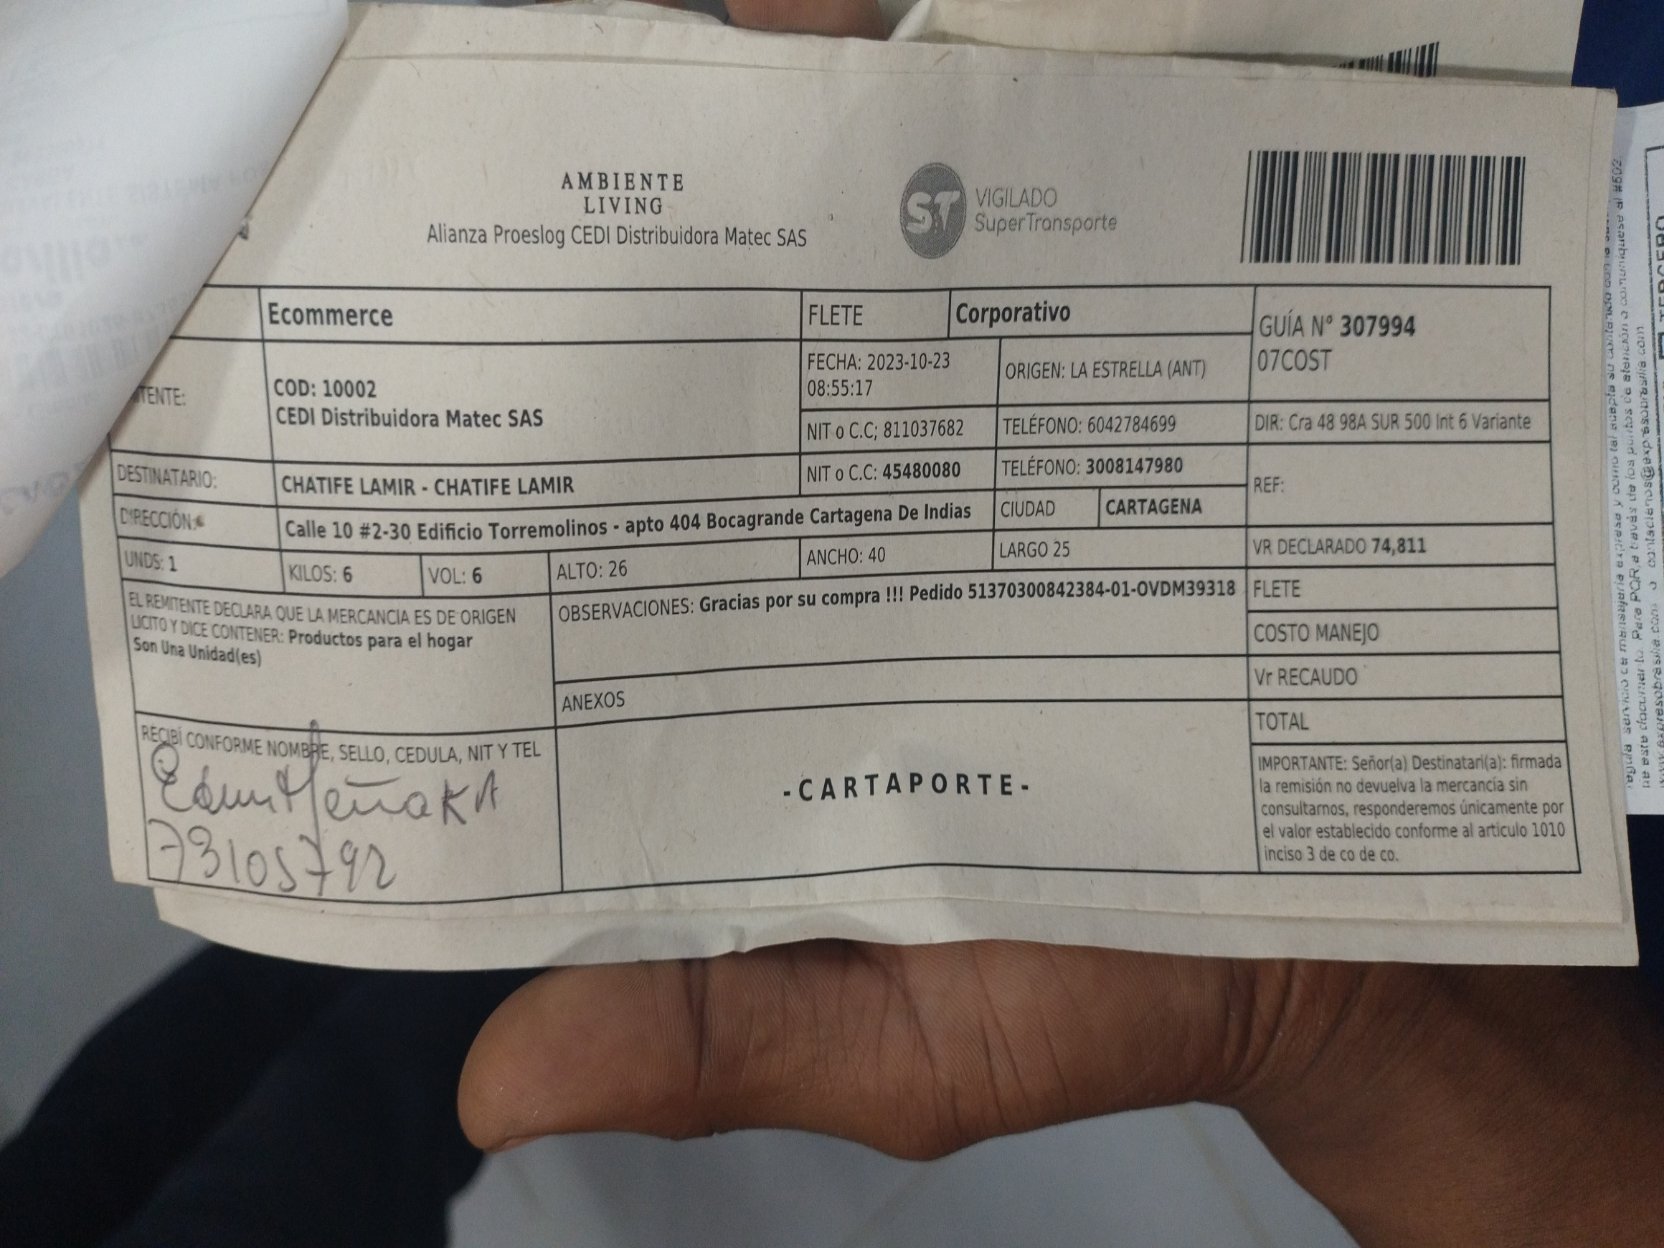 AMBIENTE
LIVING
Alianza Proeslog CEDI Distribuidora Matec SAS
ST VIGILADO
SuperTransporte
Ecommerce
FLETE
Corporativo
GUÍA N° 307994
07COST
TENTE:
COD: 10002
CEDI Distribuidora Matec SAS
FECHA: 2023-10-23
08:55:17
ORIGEN: LA ESTRELLA (ANT)
NIT o C.C; 811037682
TELÉFONO: 6042784699
DIR: Cra 48 98A SUR 500 Int 6 Variante
DESTINATARIO:
CHATIFE LAMIR - CHATIFE LAMIR
NIT o C.C: 45480080
TELÉFONO: 3008147980
REF:
DIRECCIÓN:
Calle 10 #2-30 Edificio Torremolinos - apto 404 Bocagrande Cartagena De Indias
CIUDAD
CARTAGENA
UNDS: 1
KILOS: 6
VOL: 6
ALTO: 26
ANCHO: 40
LARGO 25
VR DECLARADO 74,811
EL REMITENTE DECLARA QUE LA MERCANCIA ES DE ORIGEN
LICITO Y DICE CONTENER: Productos para el hogar
Son Una Unidad(es)
OBSERVACIONES: Gracias por su compra !!! Pedido 51370300842384-01-OVDM39318
FLETE
COSTO MANEJO
ANEXOS
Vr RECAUDO
TOTAL
RECIBÍ CONFORME NOMBRE, SELLO, CEDULA, NIT Y TEL
73105792
-CARTAPORTE-
IMPORTANTE: Señor(a) Destinatari(a): firmada
la remisión no devuelva la mercancia sin
consultarnos, responderemos únicamente por
el valor establecido conforme al articulo 1010
inciso 3 de co de co.
TERCERO